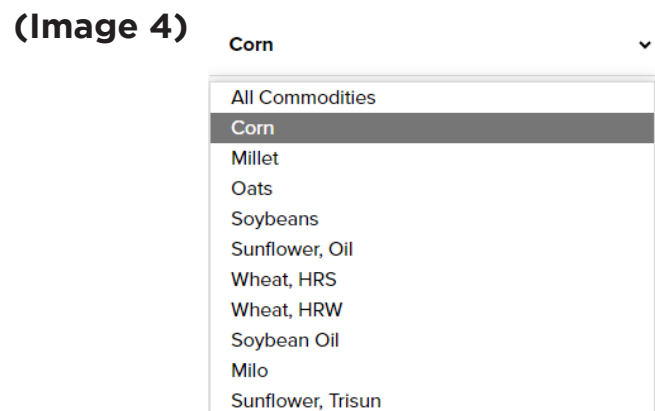 (Image 4)
Corn
All Commodities
Corn
Millet
Oats
Soybeans
Sunflower, Oil
Wheat, HRS
Wheat, HRW
Soybean Oil
Milo
Sunflower, Trisun